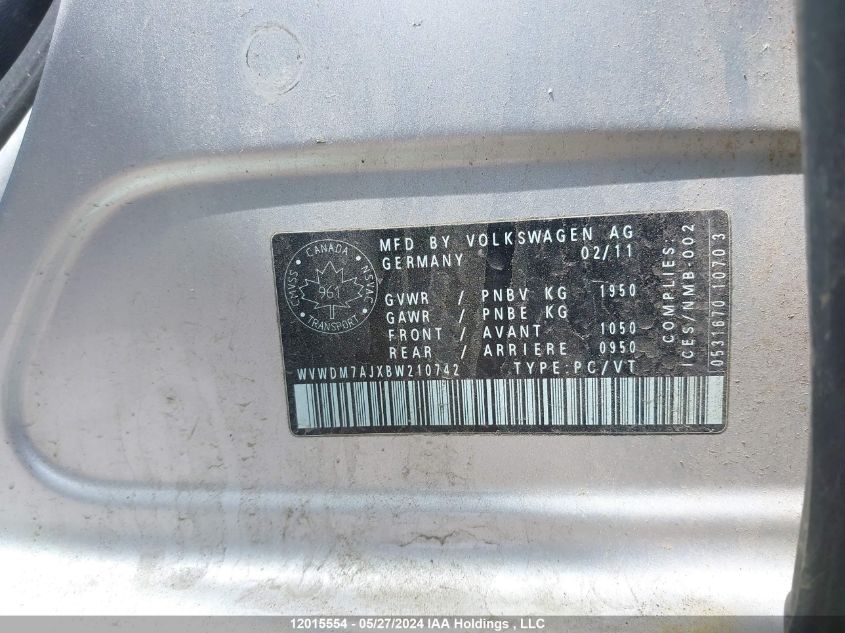 MFD BY VOLKSWAGEN AG
GERMANY 02/11
GVWR / PNBV KG 1950
GAWR / PNBE KG
FRONT / AVANT 1050
REAR / ARRIERE 0950
WVWDM7AJXBW210742 TYPE:PC/VT
CANADA
CMVSS
NSVAC
961
TRANSPORT
COMPLIES:
ICES/NMB-002
0531670 10703
12015554 - 05/27/2024 IAA Holdings , LLC